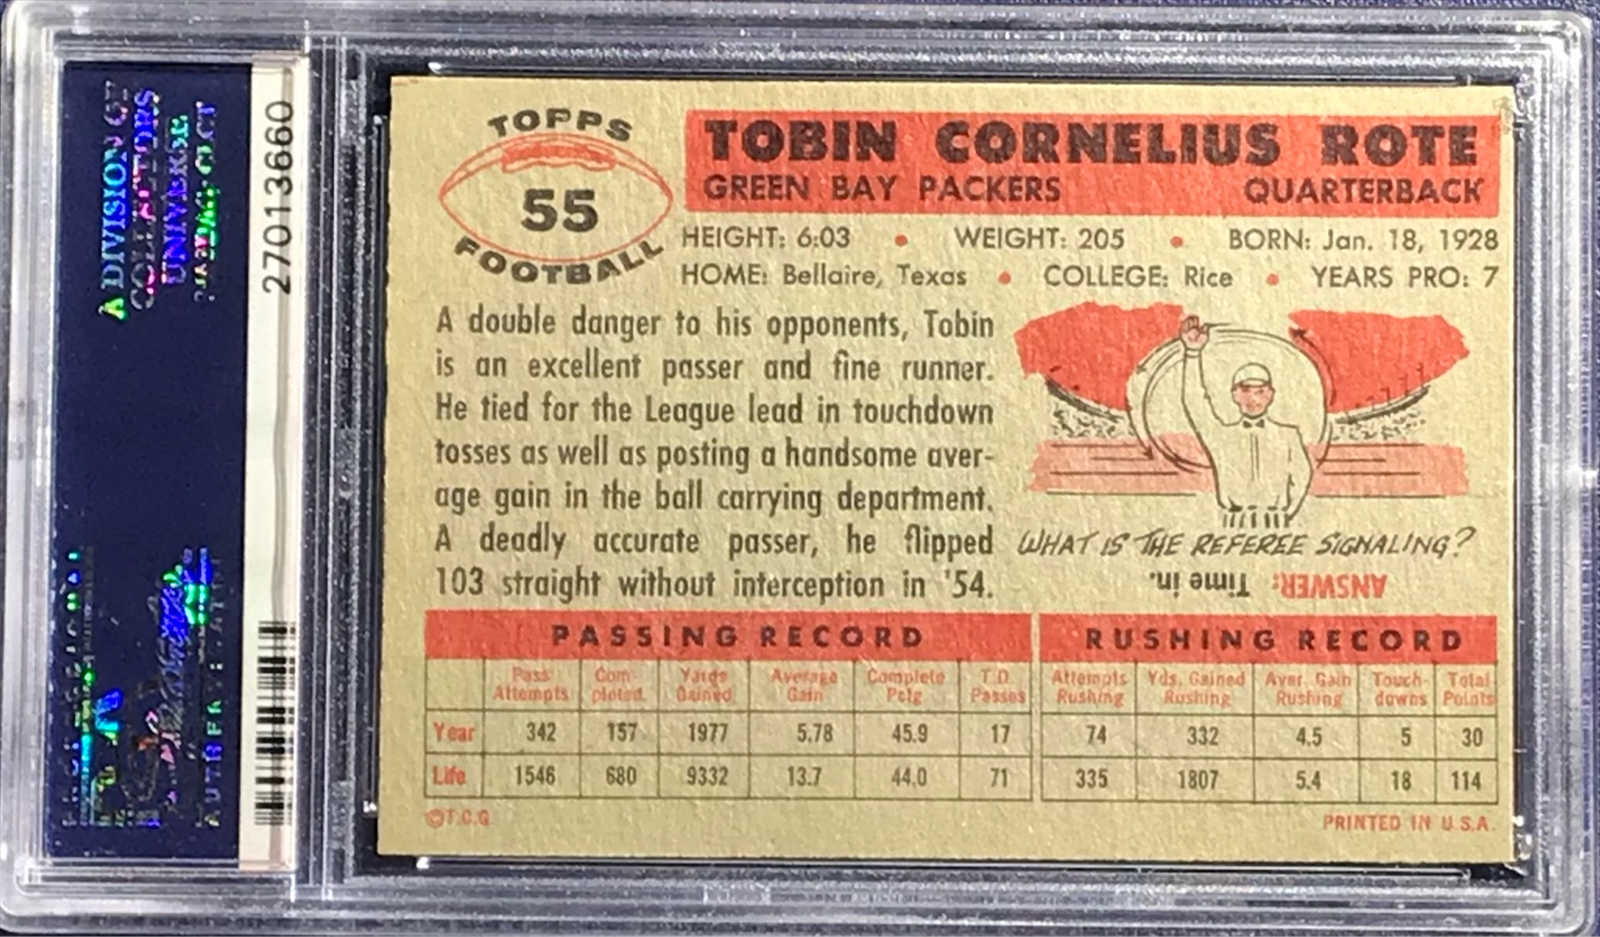 A DIVISION OF
COLLECTORS
UNIVERSE
27013660
TOPPS
55
FOOTBALL
TOBIN CORNELIUS ROTE
GREEN BAY PACKERS QUARTERBACK
HEIGHT: 6:03 • WEIGHT: 205 • BORN: Jan. 18, 1928
HOME: Bellaire, Texas • COLLEGE: Rice • YEARS PRO: 7
A double danger to his opponents, Tobin
is an excellent passer and fine runner.
He tied for the League lead in touchdown
tosses as well as posting a handsome aver-
age gain in the ball carrying department.
A deadly accurate passer, he flipped
103 straight without interception in '54.
WHAT IS THE REFEREE SIGNALING?
ANSWER: Time in.
PASSING RECORD
Pass Attempts Com- pleted Yards Gained Average Gain Complete Pctg T.D. Passes
Year 342 157 1977 5.78 45.9 17
Life 1546 680 9332 13.7 44.0 71
RUSHING RECORD
Attempts Rushing Yds. Gained Rushing Aver. Gain Rushing Touch- downs Total Points
74 332 4.5 5 30
335 1807 5.4 18 114
©T.C.G.
PRINTED IN U.S.A.